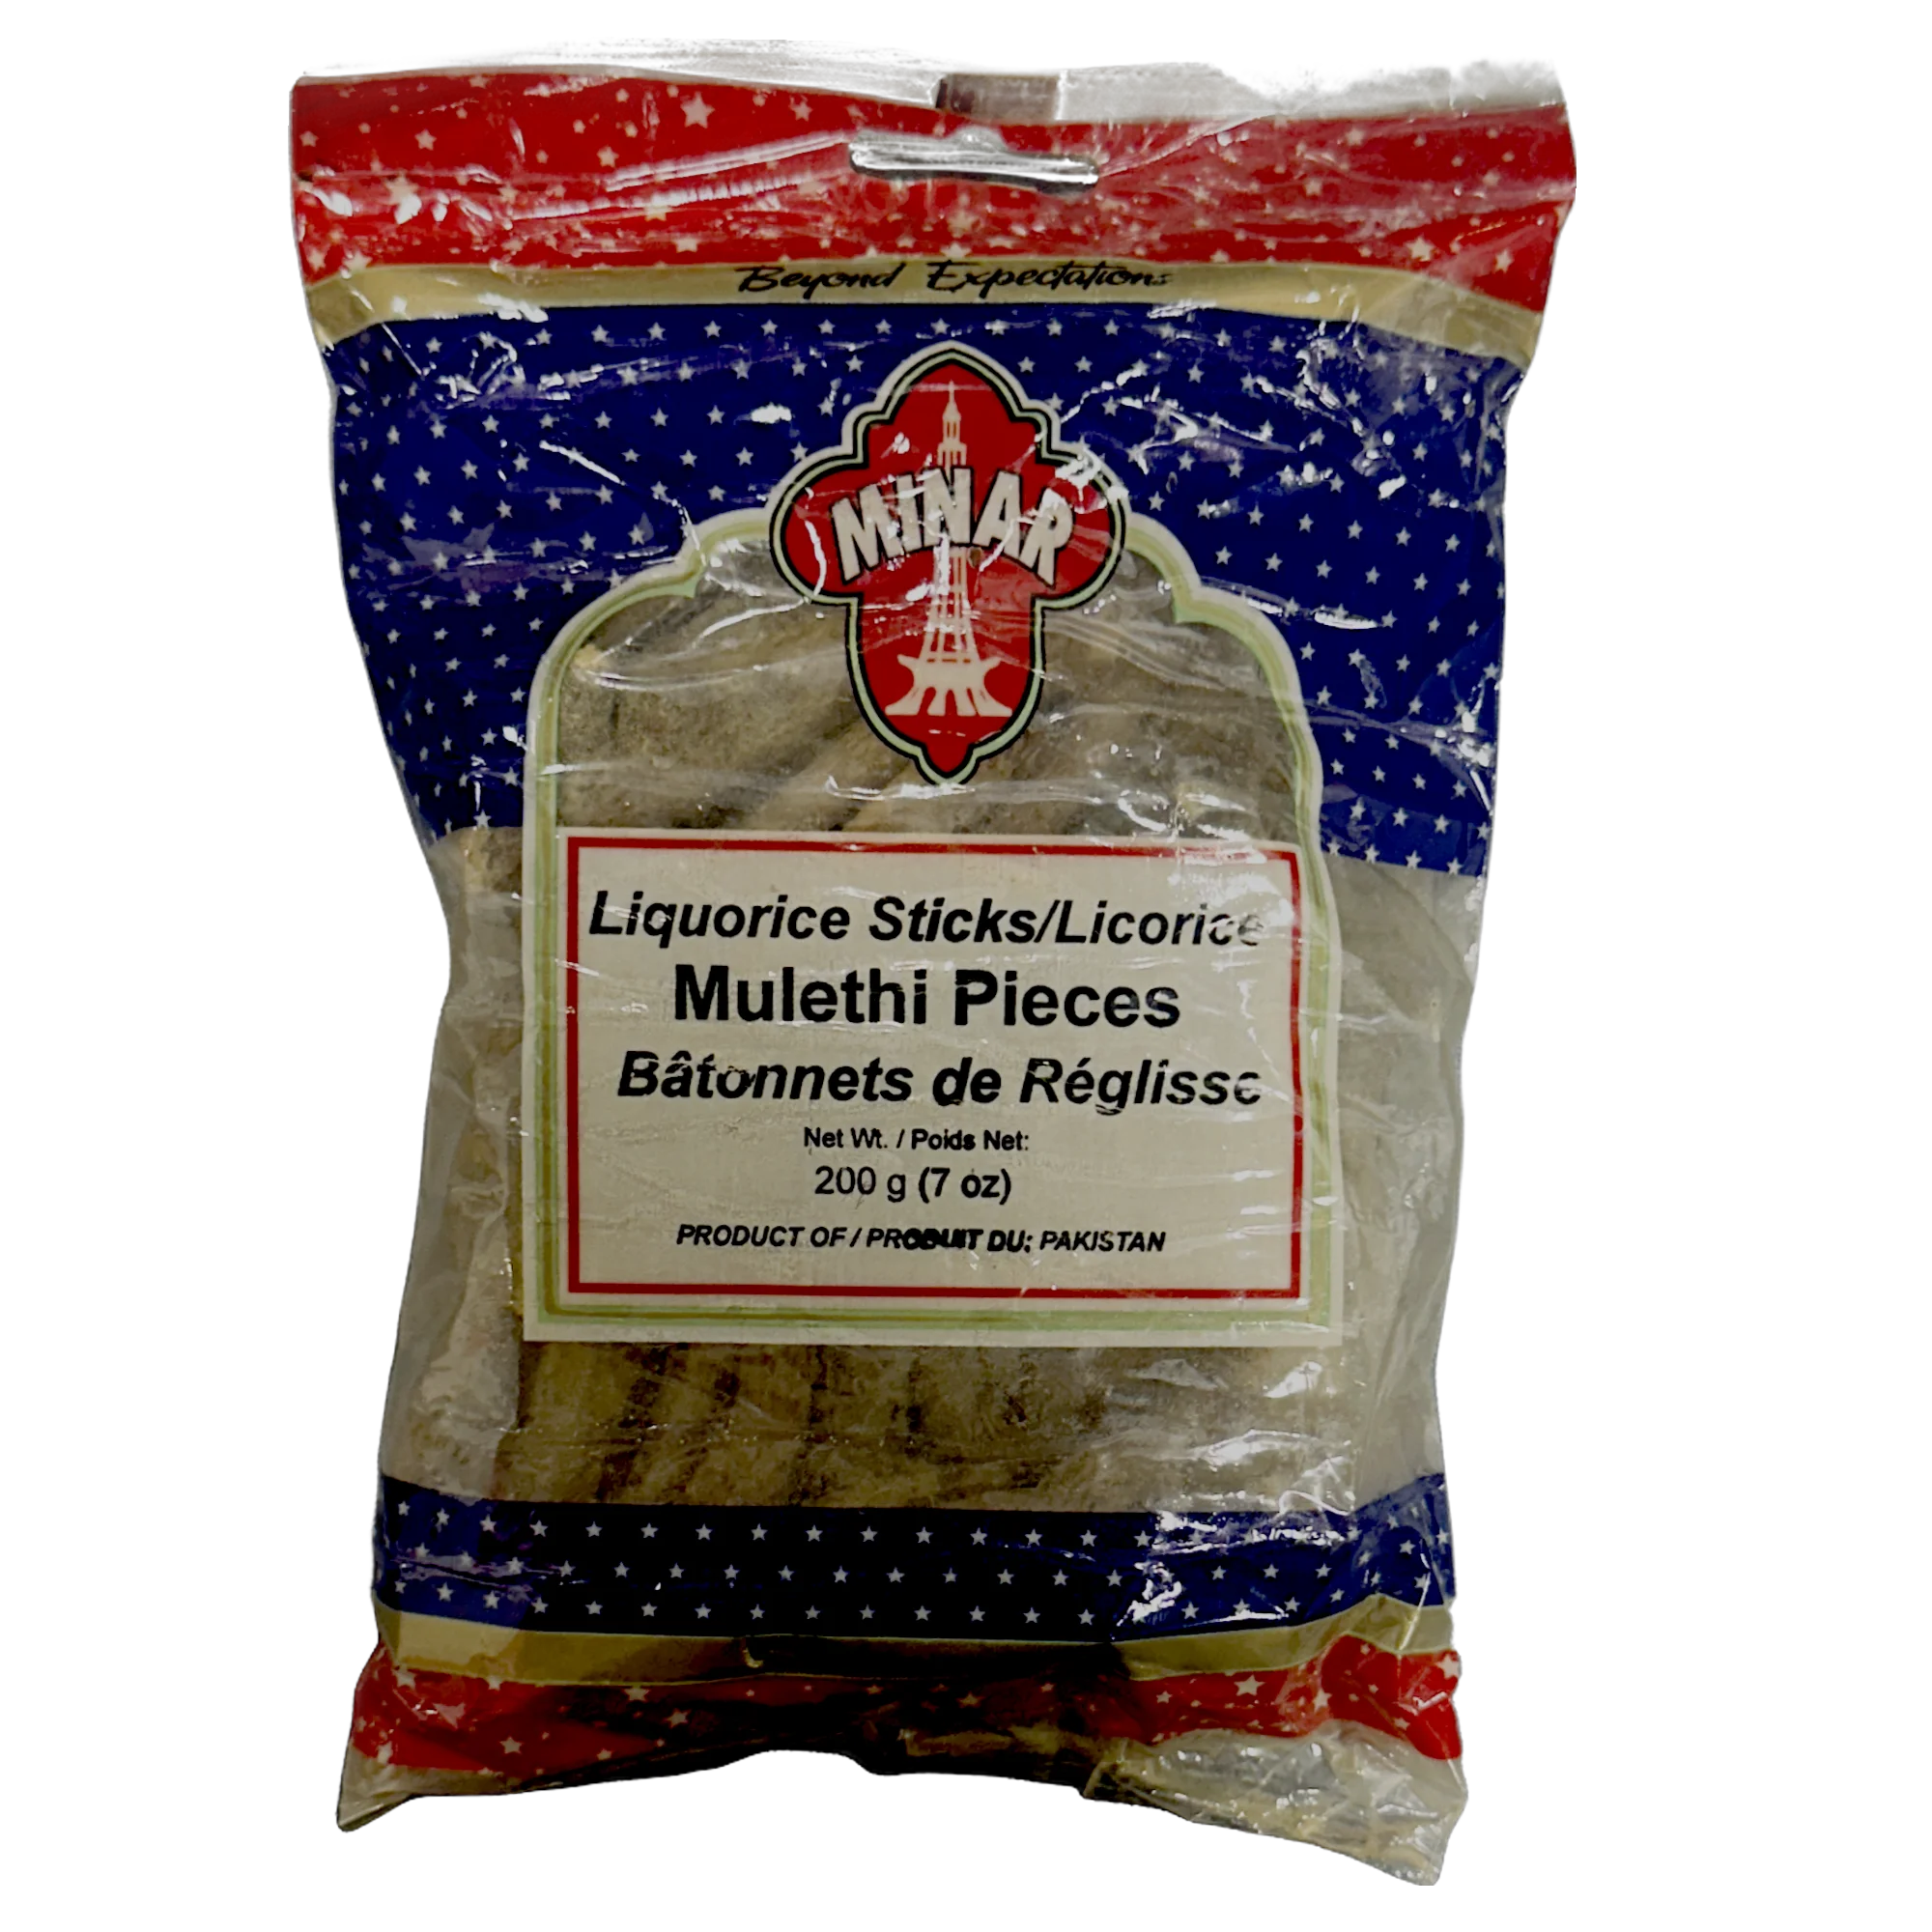 Beyond Expectations
MINAR
Liquorice Sticks/Licorice
Mulethi Pieces
Bâtonnets de Réglisse
Net Wt. / Poids Net:
200 g (7 oz)
PRODUCT OF / PRODUIT DU: PAKISTAN